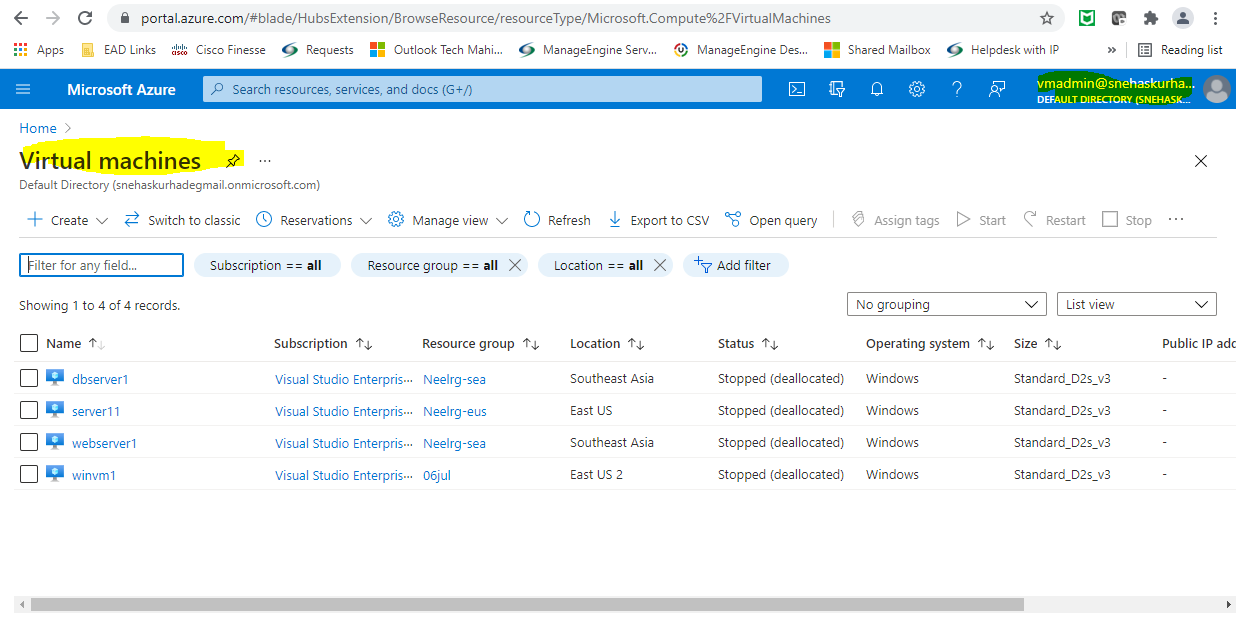 portal.azure.com/#blade/HubsExtension/BrowseResource/resourceType/Microsoft.Compute%2FVirtualMachines
Apps EAD Links Cisco Finesse Requests Outlook Tech Mahi... ManageEngine Serv... ManageEngine Des... Shared Mailbox Helpdesk with IP » Reading list
Microsoft Azure Search resources, services, and docs (G+/) vmadmin@snehaskurha...
DEFAULT DIRECTORY (SNEHASK...
Home >
Virtual machines ...
Default Directory (snehaskurhadegmail.onmicrosoft.com)
Create Switch to classic Reservations Manage view Refresh Export to CSV Open query Assign tags Start Restart Stop ...
Filter for any field... Subscription == all Resource group == all Location == all Add filter
Showing 1 to 4 of 4 records. No grouping List view
Name Subscription Resource group Location Status Operating system Size Public IP add
dbserver1 Visual Studio Enterpris... Neelrg-sea Southeast Asia Stopped (deallocated) Windows Standard_D2s_v3 -
server11 Visual Studio Enterpris... Neelrg-eus East US Stopped (deallocated) Windows Standard_D2s_v3 -
webserver1 Visual Studio Enterpris... Neelrg-sea Southeast Asia Stopped (deallocated) Windows Standard_D2s_v3 -
winvm1 Visual Studio Enterpris... 06jul East US 2 Stopped (deallocated) Windows Standard_D2s_v3 -